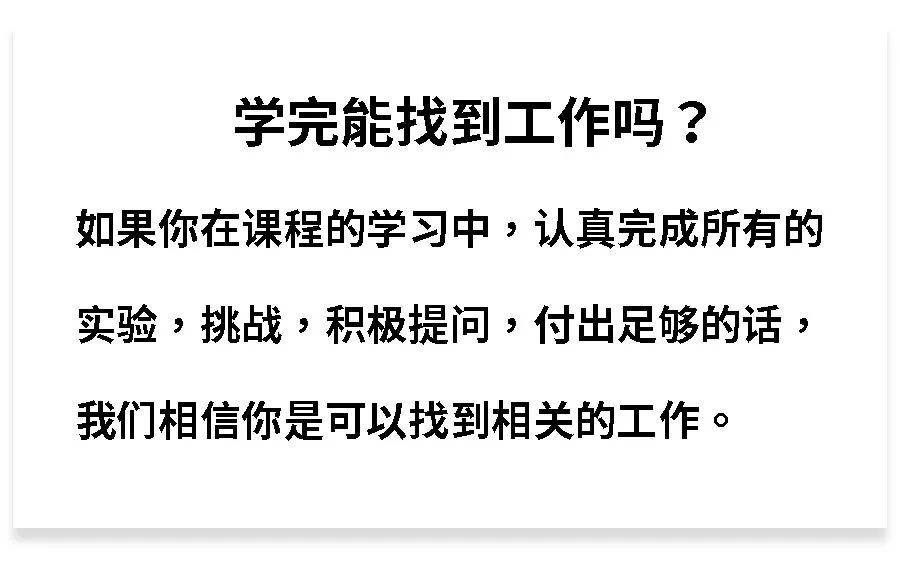 学完能找到工作吗？
如果你在课程的学习中，认真完成所有的
实验，挑战，积极提问，付出足够的话，
我们相信你是可以找到相关的工作。